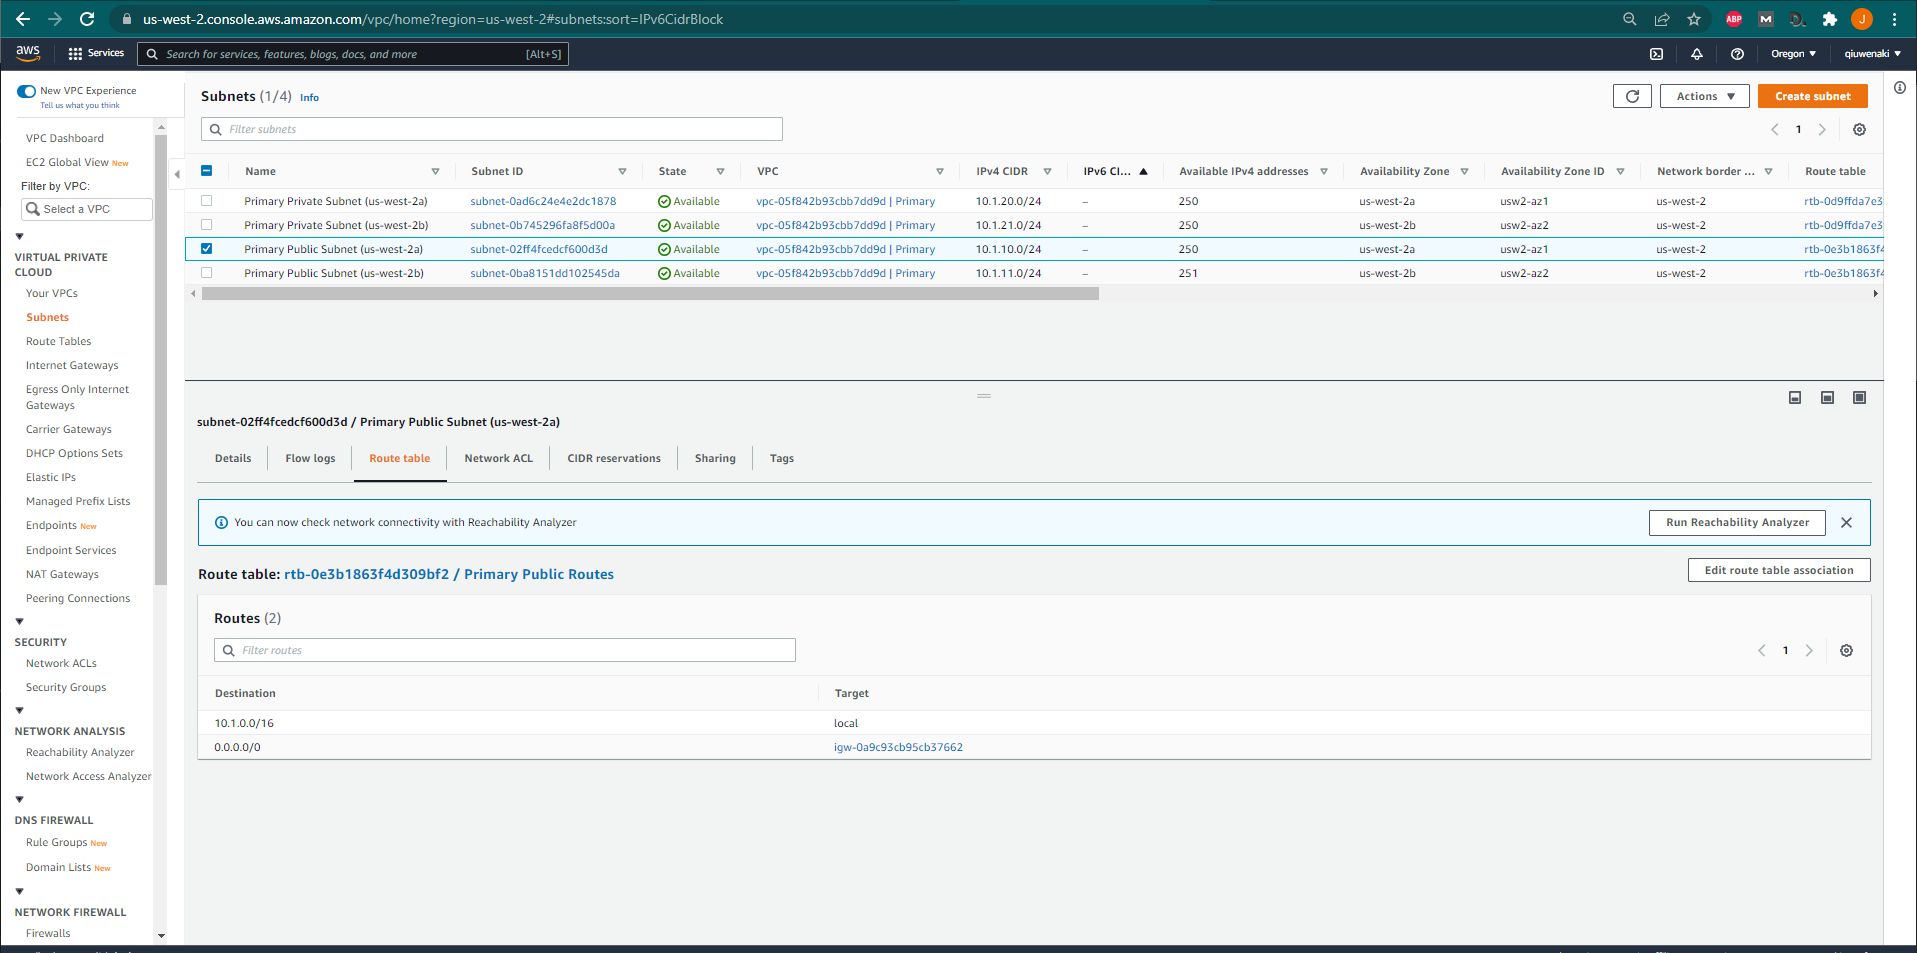 us-west-2.console.aws.amazon.com/vpc/home?region=us-west-2#subnets:sort=IPv6CidrBlock
ABP M J
aws Services Search for services, features, blogs, docs, and more [Alt+S] Oregon qiuwenaki
New VPC Experience
Tell us what you think
VPC Dashboard
EC2 Global View New
Filter by VPC:
Select a VPC
VIRTUAL PRIVATE
CLOUD
Your VPCs
Subnets
Route Tables
Internet Gateways
Egress Only Internet
Gateways
Carrier Gateways
DHCP Options Sets
Elastic IPs
Managed Prefix Lists
Endpoints New
Endpoint Services
NAT Gateways
Peering Connections
SECURITY
Network ACLs
Security Groups
NETWORK ANALYSIS
Reachability Analyzer
Network Access Analyzer
DNS FIREWALL
Rule Groups New
Domain Lists New
NETWORK FIREWALL
Firewalls
Subnets (1/4) Info
Actions Create subnet
Filter subnets
1
Name Subnet ID State VPC IPv4 CIDR IPv6 CI... Available IPv4 addresses Availability Zone Availability Zone ID Network border ... Route table
Primary Private Subnet (us-west-2a) subnet-0ad6c24e4e2dc1878 Available vpc-05f842b93cbb7dd9d | Primary 10.1.20.0/24 – 250 us-west-2a usw2-az1 us-west-2 rtb-0d9ffda7e3
Primary Private Subnet (us-west-2b) subnet-0b745296fa8f5d00a Available vpc-05f842b93cbb7dd9d | Primary 10.1.21.0/24 – 250 us-west-2b usw2-az2 us-west-2 rtb-0d9ffda7e3
Primary Public Subnet (us-west-2a) subnet-02ff4fcedcf600d3d Available vpc-05f842b93cbb7dd9d | Primary 10.1.10.0/24 – 250 us-west-2a usw2-az1 us-west-2 rtb-0e3b1863f4
Primary Public Subnet (us-west-2b) subnet-0ba8151dd102545da Available vpc-05f842b93cbb7dd9d | Primary 10.1.11.0/24 – 251 us-west-2b usw2-az2 us-west-2 rtb-0e3b1863f4
subnet-02ff4fcedcf600d3d / Primary Public Subnet (us-west-2a)
Details Flow logs Route table Network ACL CIDR reservations Sharing Tags
You can now check network connectivity with Reachability Analyzer
Run Reachability Analyzer
Route table: rtb-0e3b1863f4d309bf2 / Primary Public Routes
Edit route table association
Routes (2)
Filter routes
1
Destination Target
10.1.0.0/16 local
0.0.0.0/0 igw-0a9c93cb95cb37662